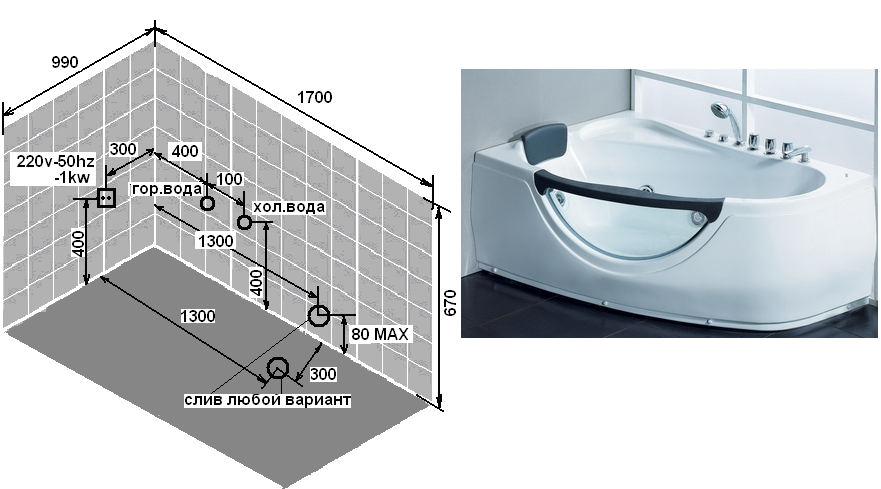 990
1700
300
400
220v-50hz
-1kw
100
гор.вода
хол.вода
1300
400
400
670
1300
80 MAX
300
слив любой вариант